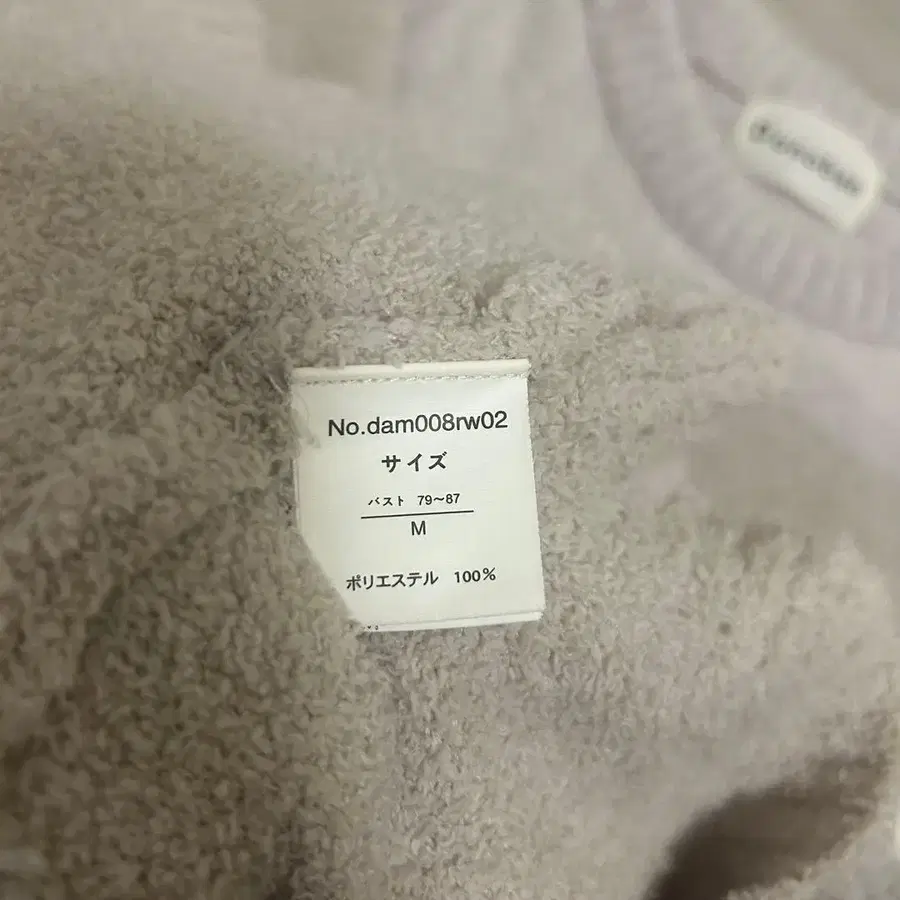 No.dam008rw02
サイズ
バスト 79〜87
M
ポリエステル 100%